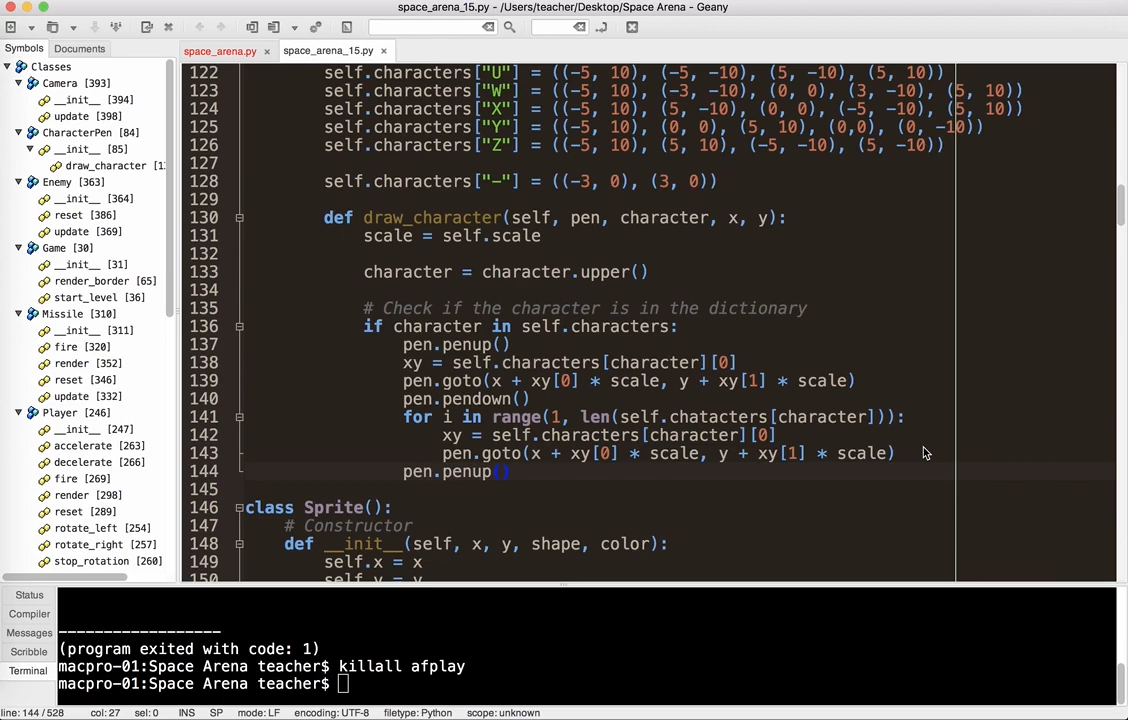 space_arena_15.py - /Users/teacher/Desktop/Space Arena - Geany
Symbols Documents
space_arena.py × space_arena_15.py ×
Classes
Camera [393]
__init__ [394]
update [398]
CharacterPen [84]
__init__ [85]
draw_character [1
Enemy [363]
__init__ [364]
reset [386]
update [369]
Game [30]
__init__ [31]
render_border [65]
start_level [36]
Missile [310]
__init__ [311]
fire [320]
render [352]
reset [346]
update [332]
Player [246]
__init__ [247]
accelerate [263]
decelerate [266]
fire [269]
render [298]
reset [289]
rotate_left [254]
rotate_right [257]
stop_rotation [260]
122 self.characters["U"] = ((-5, 10), (-5, -10), (5, -10), (5, 10))
123 self.characters["W"] = ((-5, 10), (-3, -10), (0, 0), (3, -10), (5, 10))
124 self.characters["X"] = ((-5, 10), (5, -10), (0, 0), (-5, -10), (5, 10))
125 self.characters["Y"] = ((-5, 10), (0, 0), (5, 10), (0,0), (0, -10))
126 self.characters["Z"] = ((-5, 10), (5, 10), (-5, -10), (5, -10))
127
128 self.characters["-"] = ((-3, 0), (3, 0))
129
130 def draw_character(self, pen, character, x, y):
131 scale = self.scale
132
133 character = character.upper()
134
135 # Check if the character is in the dictionary
136 if character in self.characters:
137 pen.penup()
138 xy = self.characters[character][0]
139 pen.goto(x + xy[0] * scale, y + xy[1] * scale)
140 pen.pendown()
141 for i in range(1, len(self.chatacters[character])):
142 xy = self.characters[character][0]
143 pen.goto(x + xy[0] * scale, y + xy[1] * scale)
144 pen.penup()
145
146 class Sprite():
147 # Constructor
148 def __init__(self, x, y, shape, color):
149 self.x = x
150 self.y = y
Status
Compiler
Messages
Scribble
Terminal
------------------
(program exited with code: 1)
macpro-01:Space Arena teacher$ killall afplay
macpro-01:Space Arena teacher$
line: 144 / 528 col: 27 sel: 0 INS SP mode: LF encoding: UTF-8 filetype: Python scope: unknown